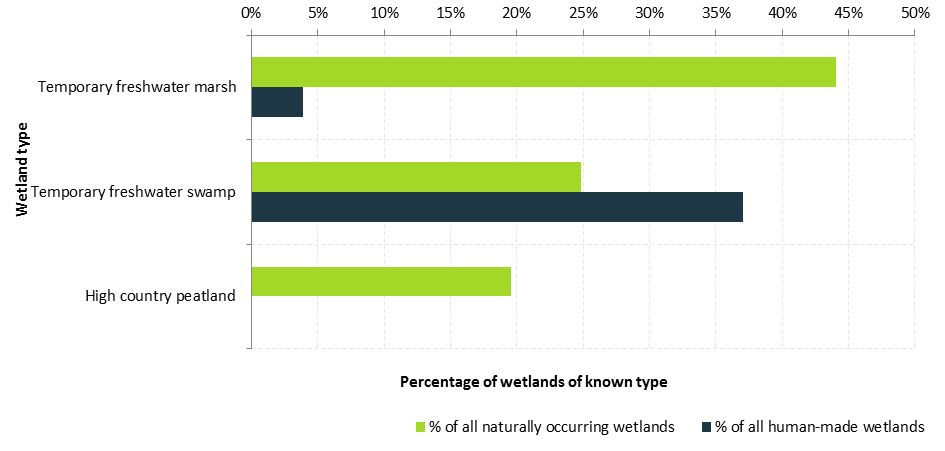 0% 5% 10% 15% 20% 25% 30% 35% 40% 45% 50%
Wetland type
Temporary freshwater marsh
Temporary freshwater swamp
High country peatland
Percentage of wetlands of known type
% of all naturally occurring wetlands % of all human-made wetlands